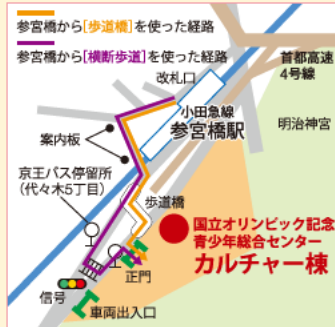 参宮橋から[歩道橋]を使った経路
参宮橋から[横断歩道]を使った経路
改札口
首都高速
4号線
小田急線
参宮橋駅
明治神宮
案内板
京王バス停留所
(代々木5丁目)
歩道橋
国立オリンピック記念
青少年総合センター
カルチャー棟
正門
信号
車両出入口